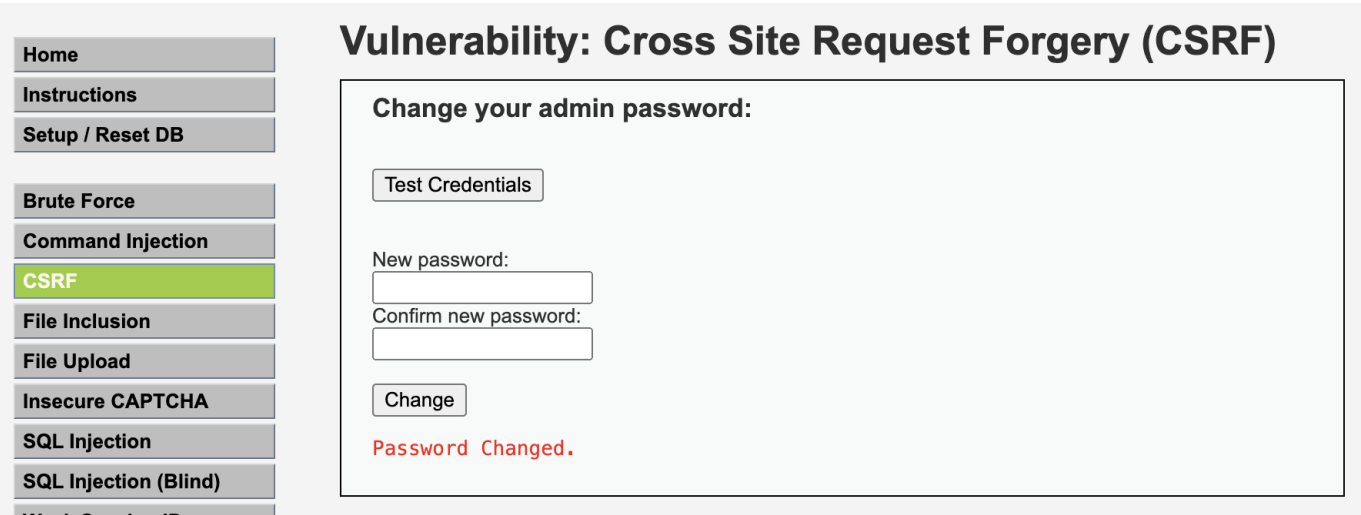 Vulnerability: Cross Site Request Forgery (CSRF)
Home
Instructions
Setup / Reset DB
Brute Force
Command Injection
CSRF
File Inclusion
File Upload
Insecure CAPTCHA
SQL Injection
SQL Injection (Blind)
Change your admin password:
Test Credentials
New password:
Confirm new password:
Change
Password Changed.